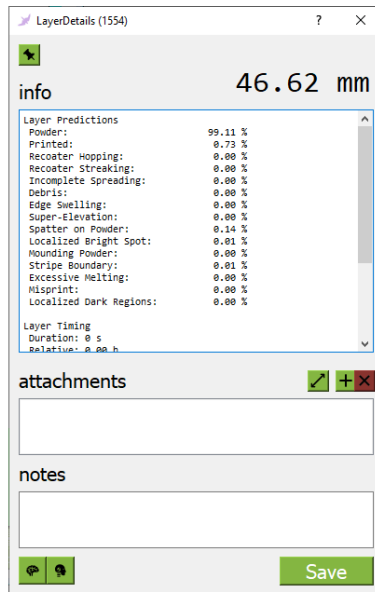 LayerDetails (1554) ? ×
46.62 mm
info
Layer Predictions
Powder: 99.11 %
Printed: 0.73 %
Recoater Hopping: 0.00 %
Recoater Streaking: 0.00 %
Incomplete Spreading: 0.00 %
Debris: 0.00 %
Edge Swelling: 0.00 %
Super-Elevation: 0.00 %
Spatter on Powder: 0.14 %
Localized Bright Spot: 0.01 %
Mounding Powder: 0.00 %
Stripe Boundary: 0.01 %
Excessive Melting: 0.00 %
Misprint: 0.00 %
Localized Dark Regions: 0.00 %
Layer Timing
Duration: 0 s
Relative: 0.00 h
attachments
notes
Save